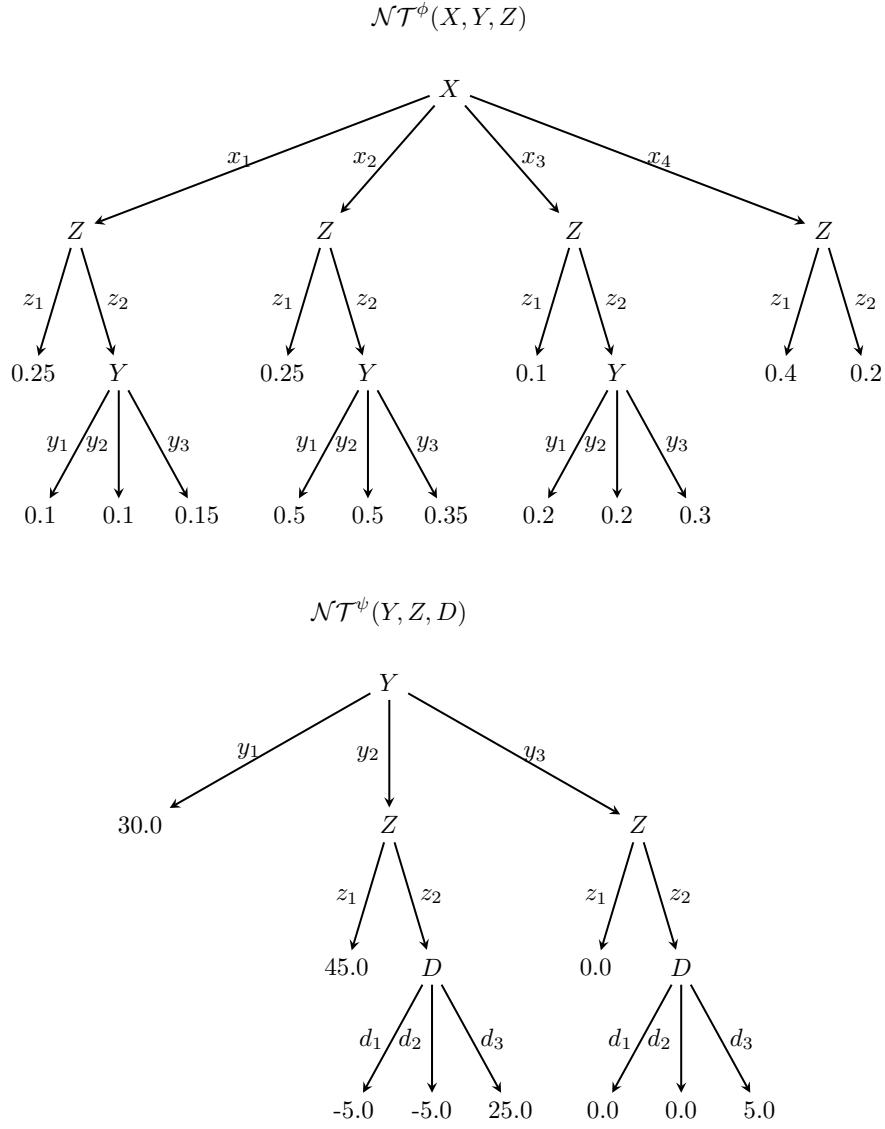 𝒩𝒯^ϕ(X, Y, Z)
X
x₁ x₂ x₃ x₄
Z Z Z Z
z₁ z₂ z₁ z₂ z₁ z₂ z₁ z₂
0.25 Y 0.25 Y 0.1 Y 0.4 0.2
y₁ y₂ y₃ y₁ y₂ y₃ y₁ y₂ y₃
0.1 0.1 0.15 0.5 0.5 0.35 0.2 0.2 0.3
𝒩𝒯^ψ(Y, Z, D)
Y
y₁ y₂ y₃
30.0 Z Z
z₁ z₂ z₁ z₂
45.0 D 0.0 D
d₁ d₂ d₃ d₁ d₂ d₃
-5.0 -5.0 25.0 0.0 0.0 5.0